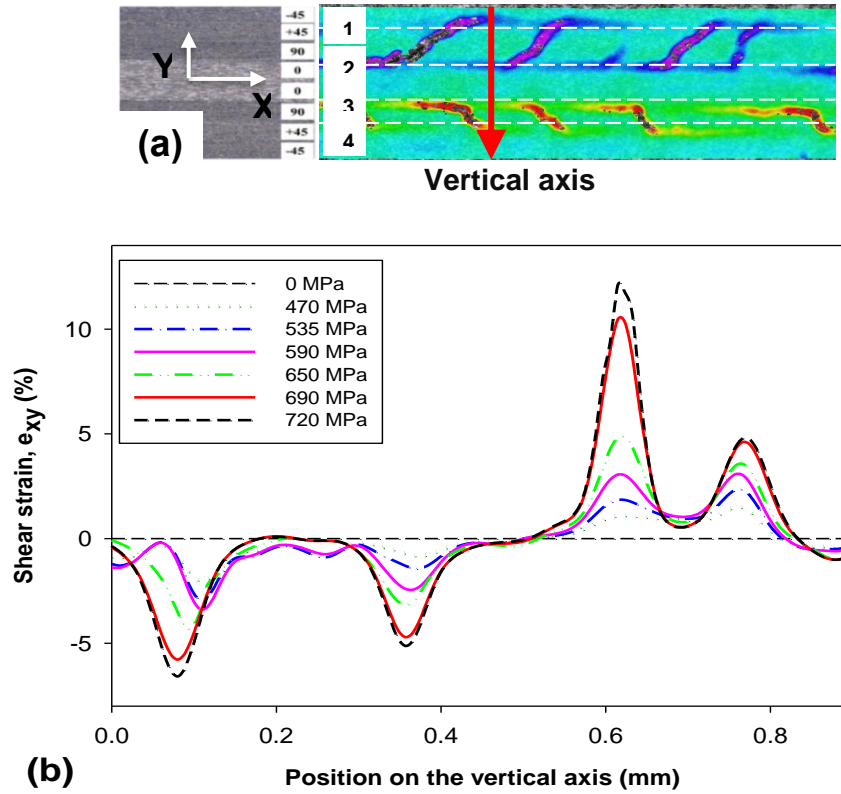 -45
+45
90
0
0
90
+45
-45
Y
X
(a)
1
2
3
4
Vertical axis
0 MPa
470 MPa
535 MPa
590 MPa
650 MPa
690 MPa
720 MPa
Shear strain, exy (%)
10
5
0
-5
0.0 0.2 0.4 0.6 0.8
Position on the vertical axis (mm)
(b)